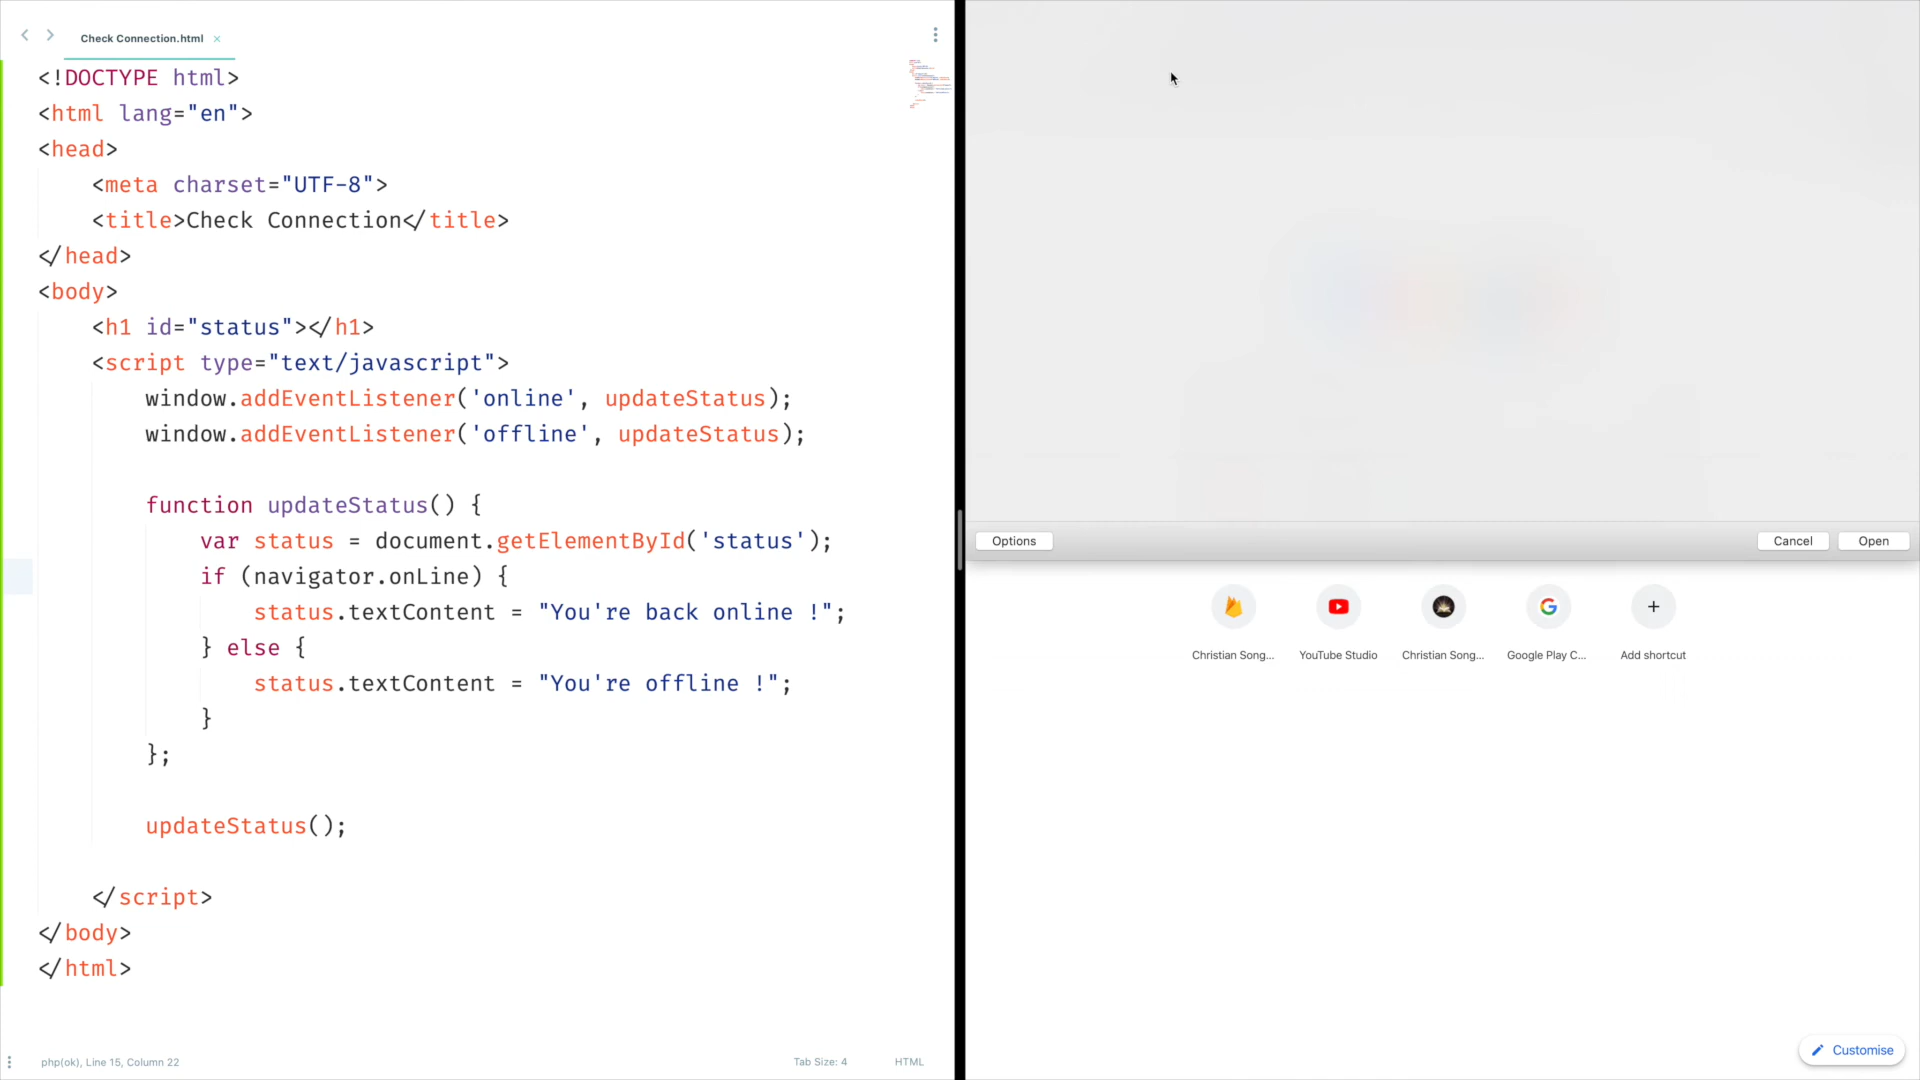 Check Connection.html ×
<!DOCTYPE html>
<html lang="en">
<head>
<meta charset="UTF-8">
<title>Check Connection</title>
</head>
<body>
<h1 id="status"></h1>
<script type="text/javascript">
window.addEventListener('online', updateStatus);
window.addEventListener('offline', updateStatus);
function updateStatus() {
var status = document.getElementById('status');
if (navigator.onLine) {
status.textContent = "You're back online !";
} else {
status.textContent = "You're offline !";
}
};
updateStatus();
</script>
</body>
</html>
php(ok), Line 15, Column 22
Tab Size: 4
HTML
Options
Cancel
Open
Christian Song...
YouTube Studio
Christian Song...
Google Play C...
Add shortcut
Customise